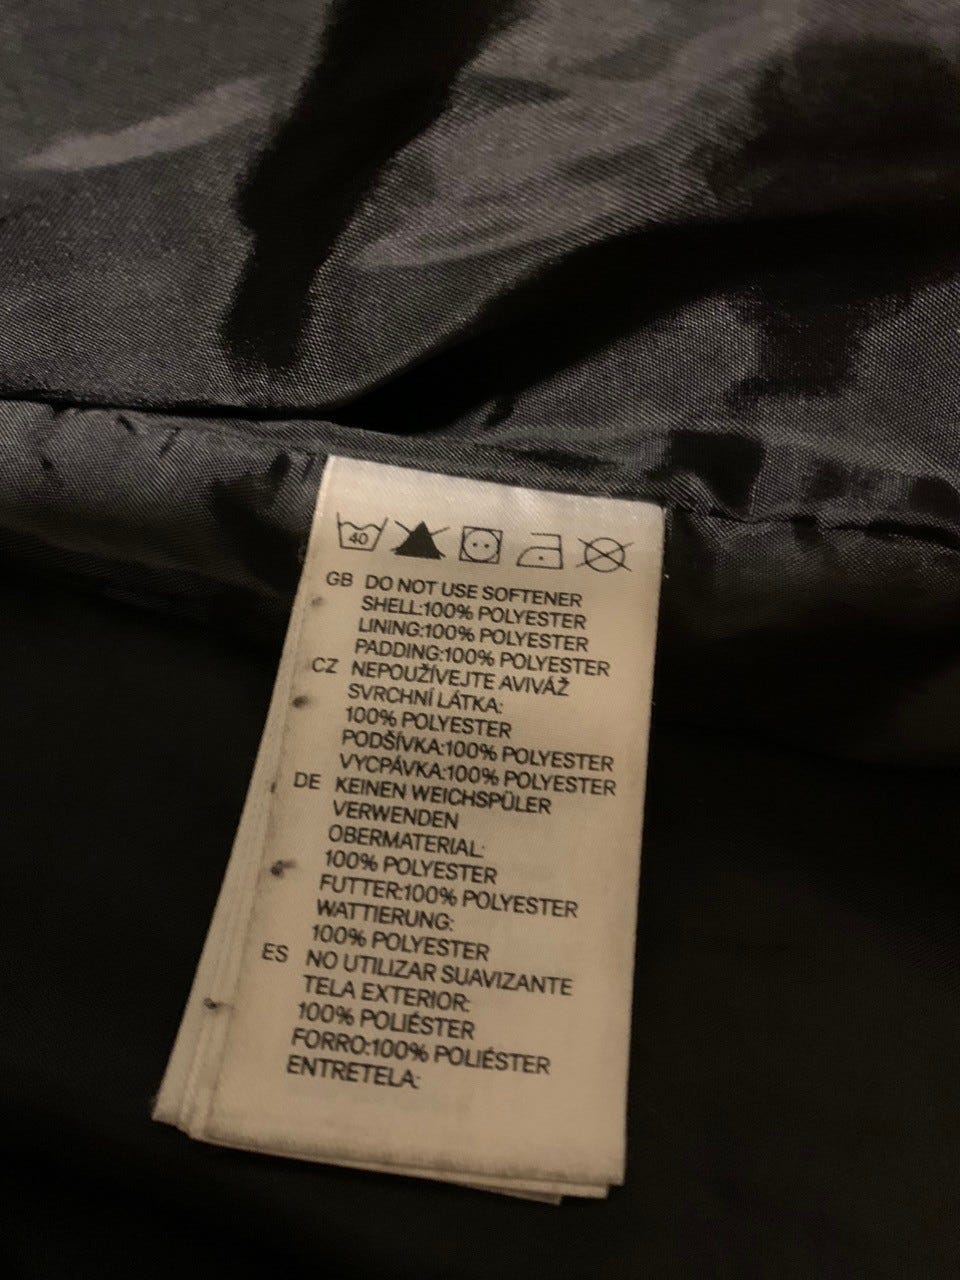 40
GB DO NOT USE SOFTENER
SHELL:100% POLYESTER
LINING:100% POLYESTER
PADDING:100% POLYESTER
CZ NEPOUŽÍVEJTE AVIVÁŽ
SVRCHNÍ LÁTKA:
100% POLYESTER
PODŠÍVKA:100% POLYESTER
VYCPÁVKA:100% POLYESTER
DE KEINEN WEICHSPÜLER
VERWENDEN
OBERMATERIAL:
100% POLYESTER
FUTTER:100% POLYESTER
WATTIERUNG:
100% POLYESTER
ES NO UTILIZAR SUAVIZANTE
TELA EXTERIOR:
100% POLIÉSTER
FORRO:100% POLIÉSTER
ENTRETELA: